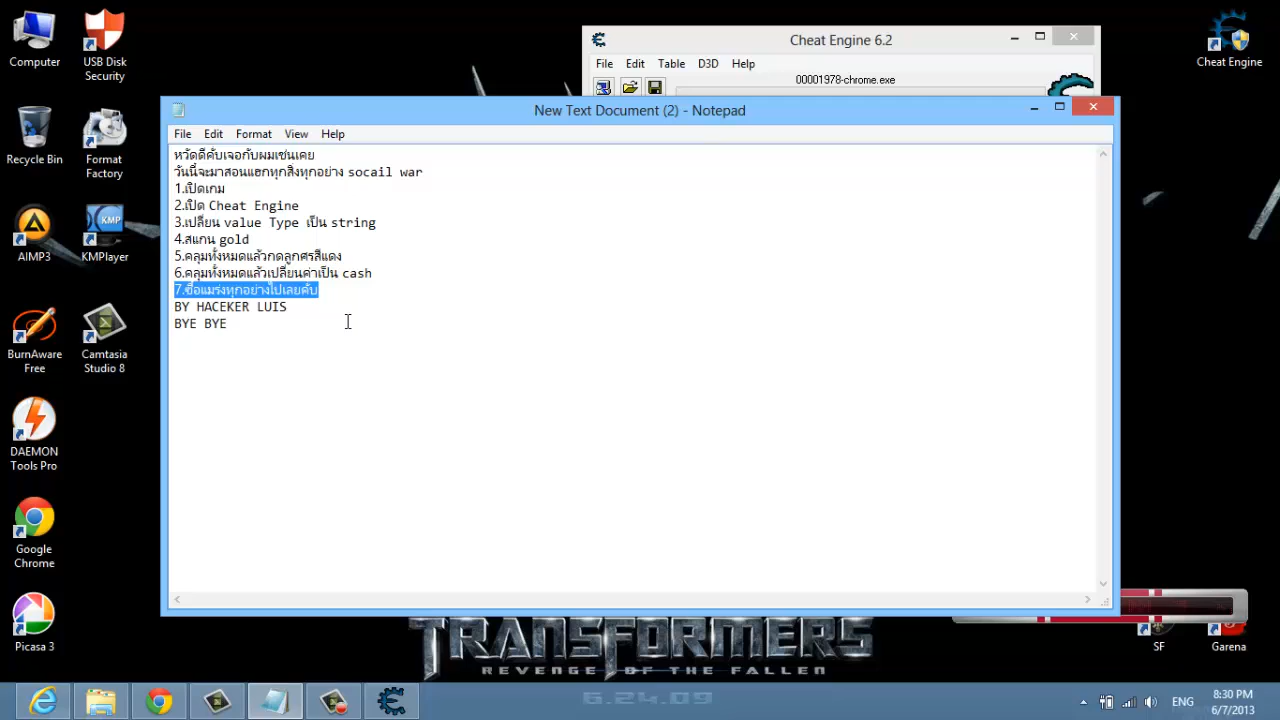 Computer
USB Disk
Security
Recycle Bin
Format
Factory
AIMP3
KMP
KMPlayer
BurnAware
Free
Camtasia
Studio 8
DAEMON
Tools Pro
Google
Chrome
Picasa 3
Cheat Engine 6.2
File Edit Table D3D Help
00001978-chrome.exe
Cheat Engine
New Text Document (2) - Notepad
File Edit Format View Help
หวัดดีคับเจอกับผมเช่นเคย
วันนี้จะมาสอนแฮกทุกสิ่งทุกอย่าง socail war
1.เปิดเกม
2.เปิด Cheat Engine
3.เปลี่ยน value Type เป็น string
4.สแกน gold
5.คลุมทั้งหมดแล้วกดลูกศรสีแดง
6.คลุมทั้งหมดแล้วเปลี่ยนค่าเป็น cash
7.ซื้อแมร่งทุกอย่างไปเลยคับ
BY HACEKER LUIS
BYE BYE
SF
Garena
TRANSFORMERS
REVENGE OF THE FALLEN
6.24.09
ENG
8:30 PM
6/7/2013